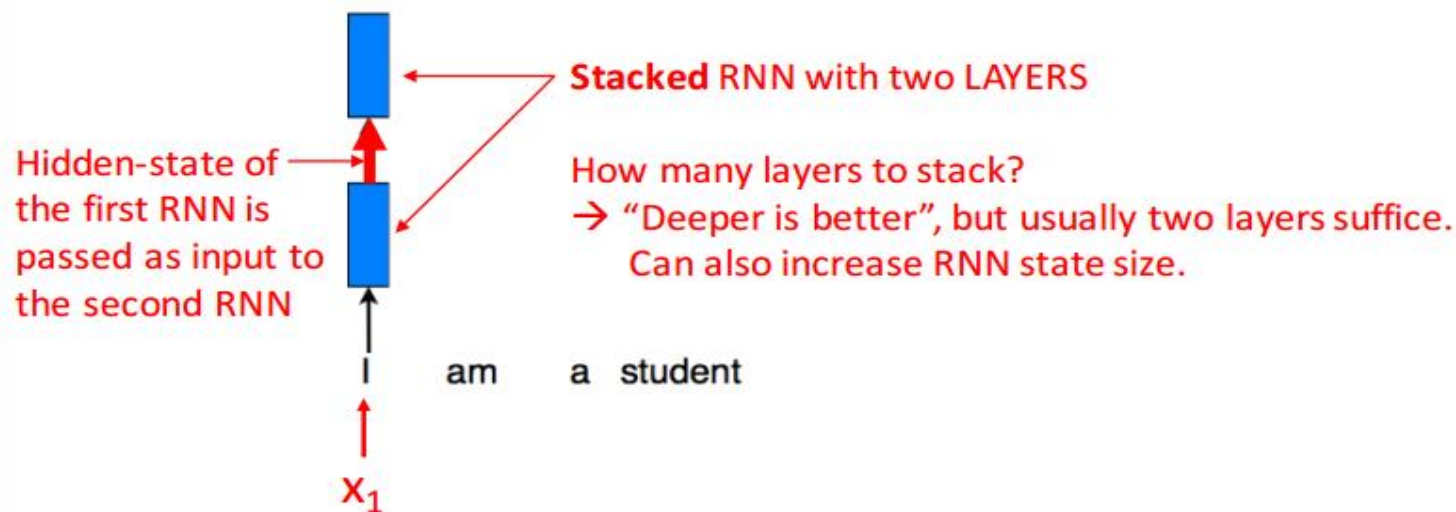 Stacked RNN with two LAYERS
Hidden-state of
the first RNN is
passed as input to
the second RNN
How many layers to stack?
→ “Deeper is better”, but usually two layers suffice.
Can also increase RNN state size.
I am a student
x₁